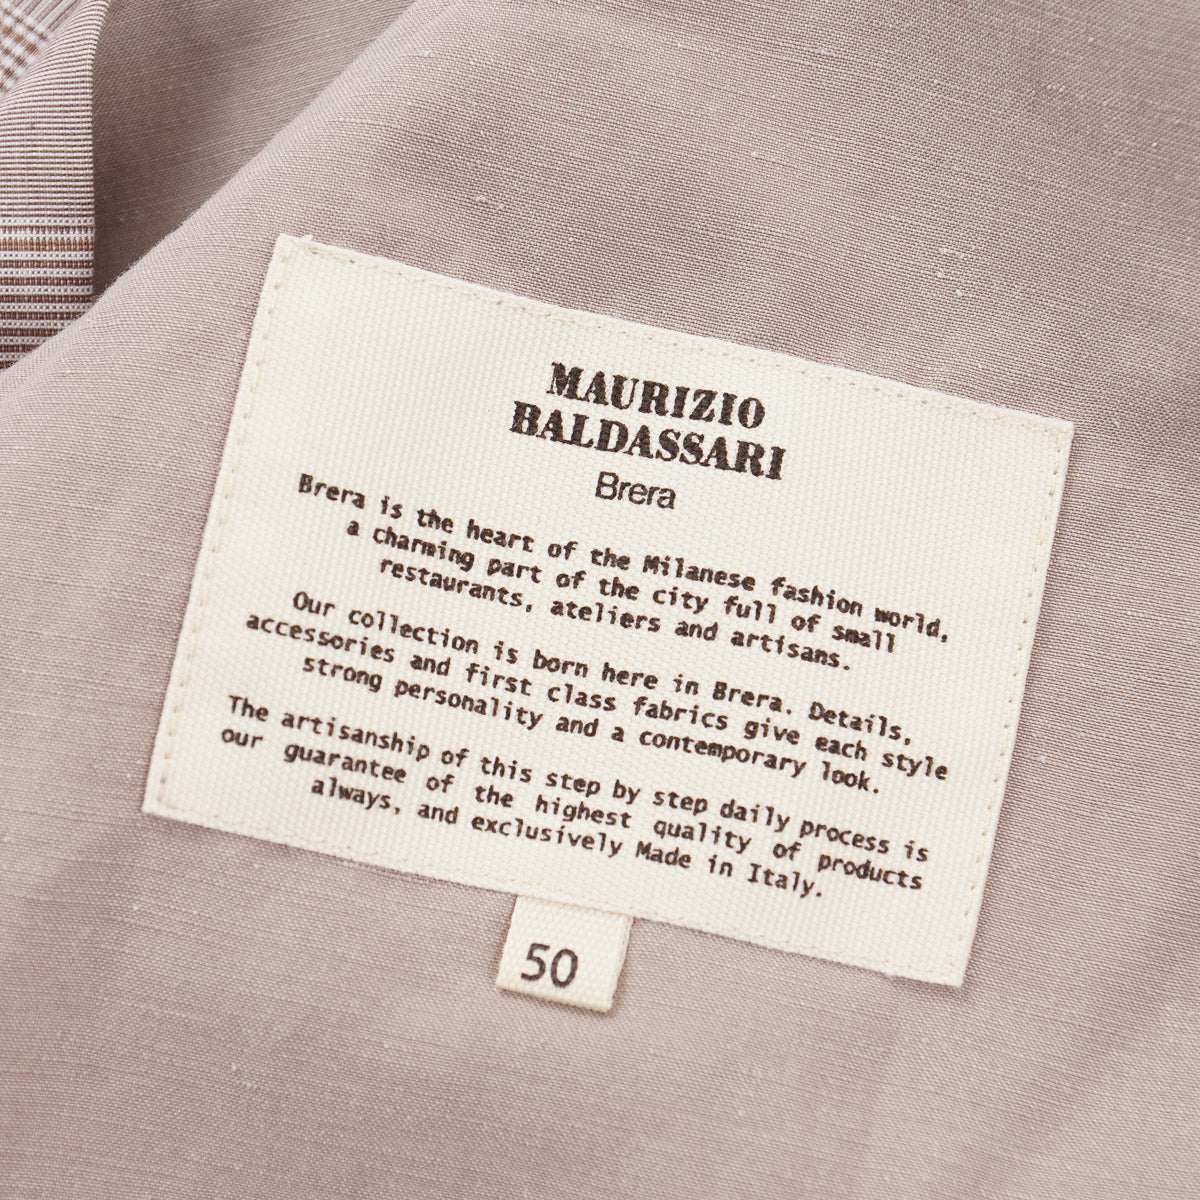 MAURIZIO
BALDASSARI
Brera
Brera is the heart of the Milanese fashion world,
a charming part of the city full of small
restaurants, ateliers and artisans.
Our collection is born here in Brera. Details,
accessories and first class fabrics give each style
strong personality and a contemporary look.
The artisanship of this step by step daily process is
our guarantee of the highest quality of products
always, and exclusively Made in Italy.
50